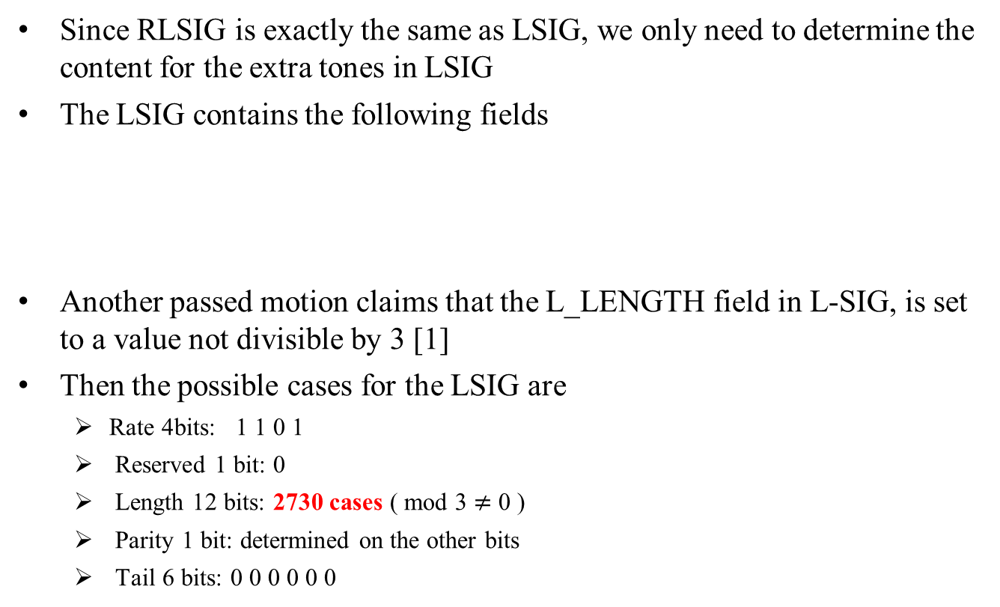 • Since RLSIG is exactly the same as LSIG, we only need to determine the
content for the extra tones in LSIG
• The LSIG contains the following fields
• Another passed motion claims that the L_LENGTH field in L-SIG, is set
to a value not divisible by 3 [1]
• Then the possible cases for the LSIG are
➢ Rate 4bits: 1 1 0 1
➢ Reserved 1 bit: 0
➢ Length 12 bits: 2730 cases ( mod 3 ≠ 0 )
➢ Parity 1 bit: determined on the other bits
➢ Tail 6 bits: 0 0 0 0 0 0